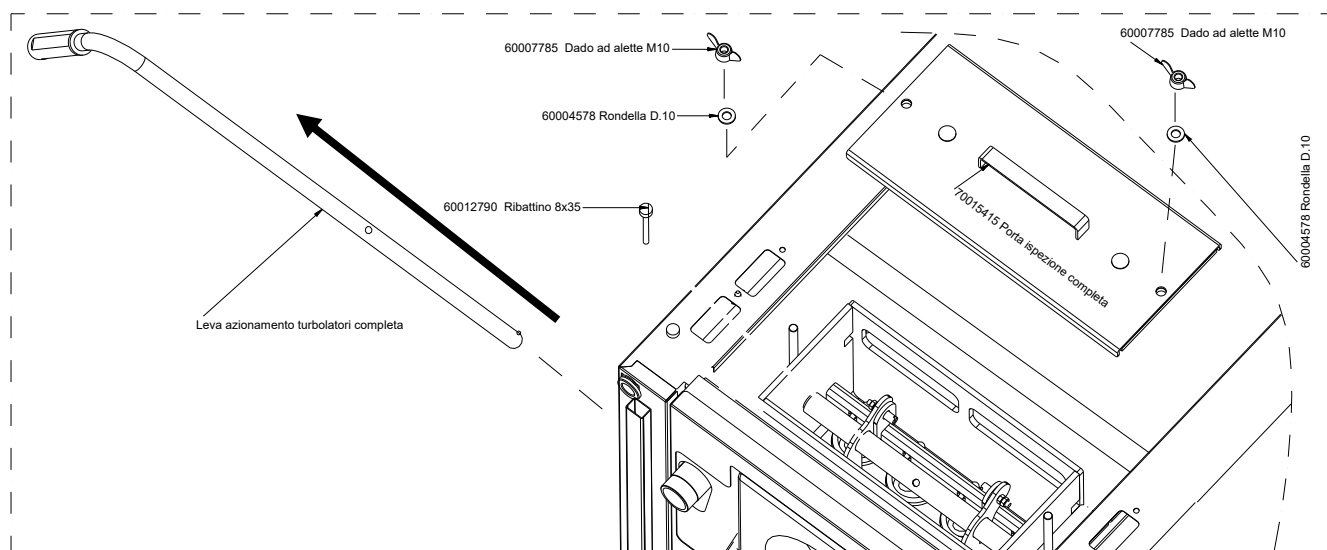 60007785  Dado ad alette M10
60007785  Dado ad alette M10
60004578 Rondella D.10
60004578 Rondella D.10
60012790  Ribattino 8x35
70015415 Porta ispezione completa
Leva azionamento turbolatori completa